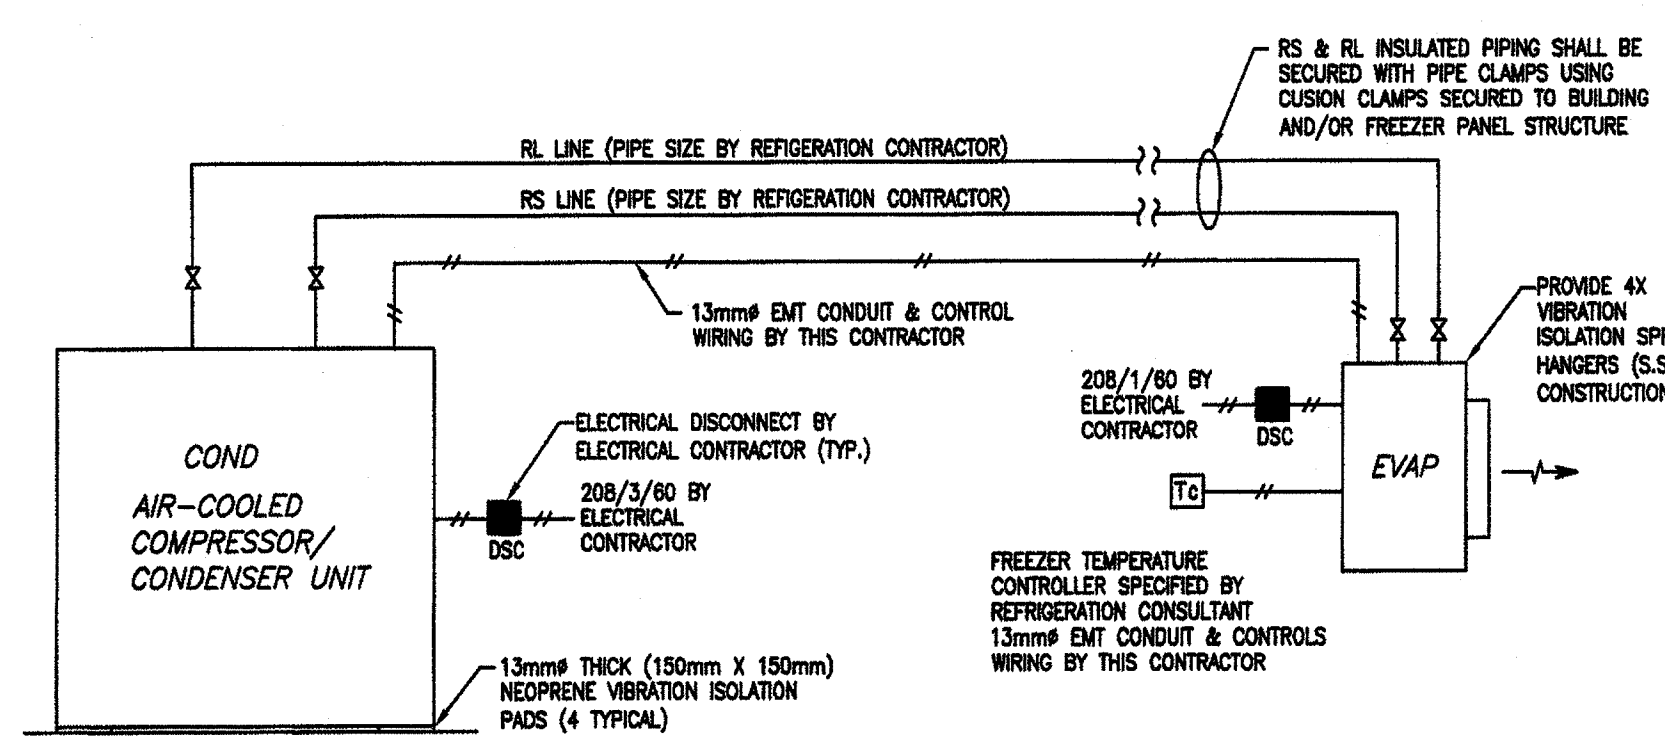 RS & RL INSULATED PIPING SHALL BE
SECURED WITH PIPE CLAMPS USING
CUSION CLAMPS SECURED TO BUILDING
AND/OR FREEZER PANEL STRUCTURE
RL LINE (PIPE SIZE BY REFIGERATION CONTRACTOR)
RS LINE (PIPE SIZE BY REFIGERATION CONTRACTOR)
13mmø EMT CONDUIT & CONTROL
WIRING BY THIS CONTRACTOR
PROVIDE 4X
VIBRATION
ISOLATION
HANGERS (S.S
CONSTRUCTION
208/1/60 BY
ELECTRICAL
CONTRACTOR
DSC
ELECTRICAL DISCONNECT BY
ELECTRICAL CONTRACTOR (TYP.)
208/3/60 BY
ELECTRICAL
CONTRACTOR
DSC
COND
AIR-COOLED
COMPRESSOR/
CONDENSER UNIT
EVAP
Tc
FREEZER TEMPERATURE
CONTROLLER SPECIFIED BY
REFRIGERATION CONSULTANT
13mmø EMT CONDUIT & CONTROLS
WIRING BY THIS CONTRACTOR
13mmø THICK (150mm X 150mm)
NEOPRENE VIBRATION ISOLATION
PADS (4 TYPICAL)